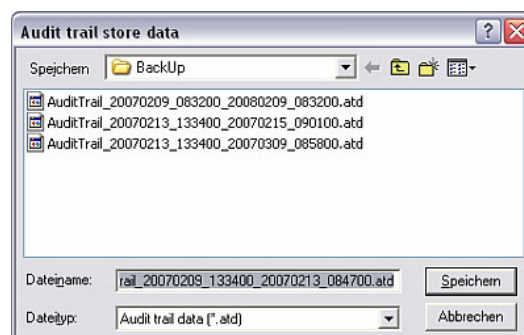 Audit trail store data
Speichern BackUp
AuditTrail_20070209_083200_20080209_083200.atd
AuditTrail_20070213_133400_20070215_090100.atd
AuditTrail_20070213_133400_20070309_085800.atd
Dateiname: rail_20070209_133400_20070213_084700.atd Speichern
Dateityp: Audit trail data (*.atd) Abbrechen